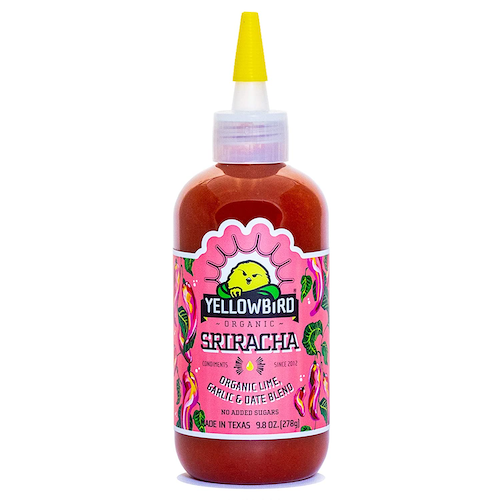 YELLOWBIRD
ORGANIC
SRIRACHA
CONDIMENTS SINCE 2012
ORGANIC LIME,
GARLIC & DATE BLEND
NO ADDED SUGARS
MADE IN TEXAS 9.8 OZ.(278g)